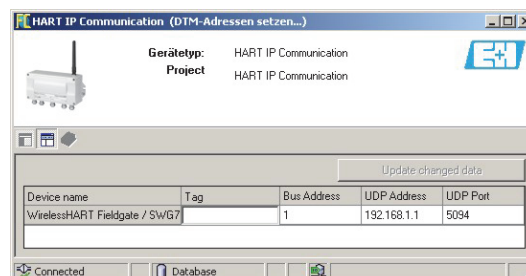 HART IP Communication (DTM-Adressen setzen...)
Gerätetyp: HART IP Communication
Project HART IP Communication
Update changed data
Device name Tag Bus Address UDP Address UDP Port
WirelessHART Fieldgate / SWG7 1 192.168.1.1 5094
Connected Database